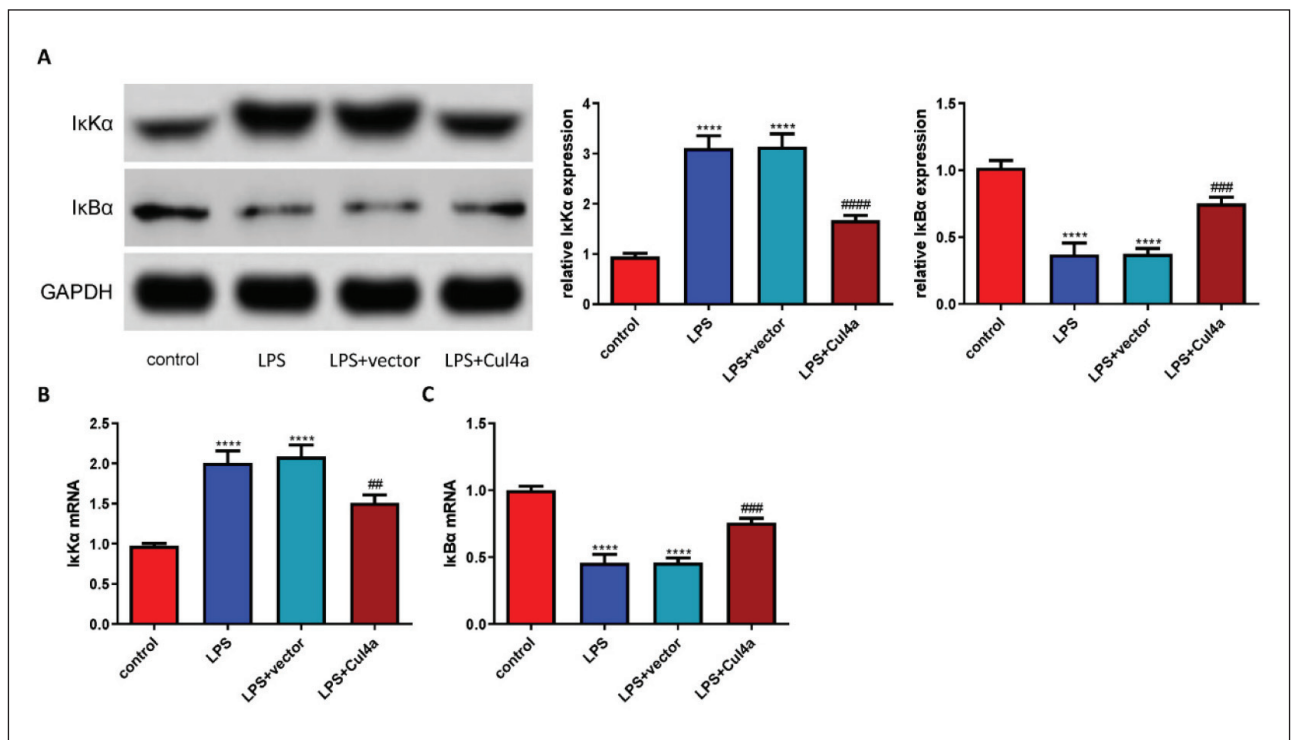 A
IκKα
IκBα
GAPDH
control LPS LPS+vector LPS+Cul4a
relative IκKα expression
4
3
2
1
0
****
****
####
control
LPS
LPS+vector
LPS+Cul4a
relative IκBα expression
1.5
1.0
0.5
0.0
****
****
###
control
LPS
LPS+vector
LPS+Cul4a
B
IκKα mRNA
2.5
2.0
1.5
1.0
0.5
0.0
****
****
##
control
LPS
LPS+vector
LPS+Cul4a
C
IκBα mRNA
1.5
1.0
0.5
0.0
****
****
###
control
LPS
LPS+vector
LPS+Cul4a